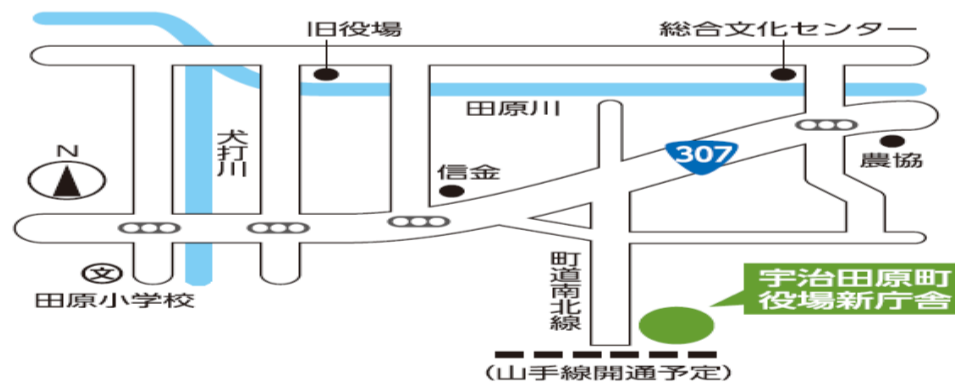 旧役場
総合文化センター
田原川
犬打川
N
信金
307
農協
文
田原小学校
町道南北線
宇治田原町
役場新庁舎
(山手線開通予定)